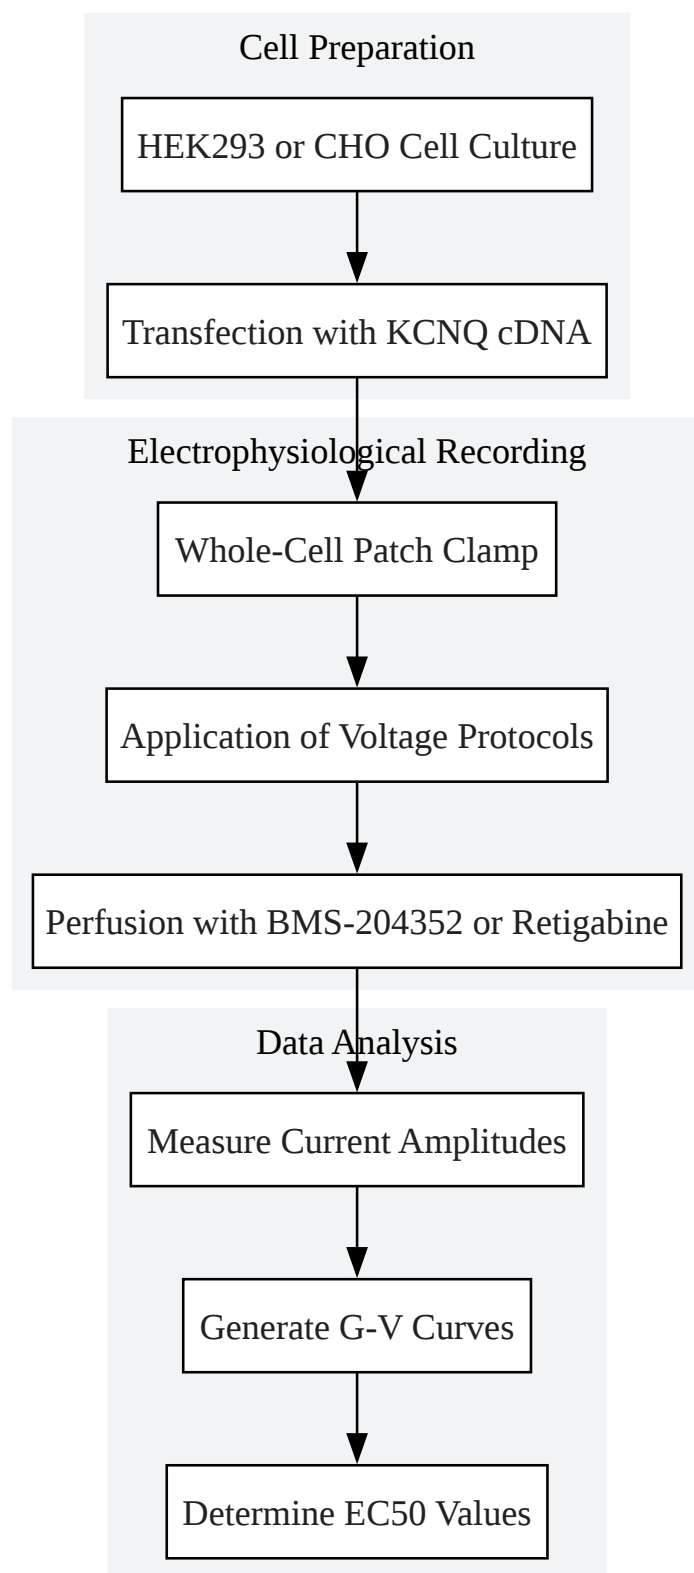 Cell Preparation
HEK293 or CHO Cell Culture
Transfection with KCNQ cDNA
Electrophysiological Recording
Whole-Cell Patch Clamp
Application of Voltage Protocols
Perfusion with BMS-204352 or Retigabine
Data Analysis
Measure Current Amplitudes
Generate G-V Curves
Determine EC50 Values